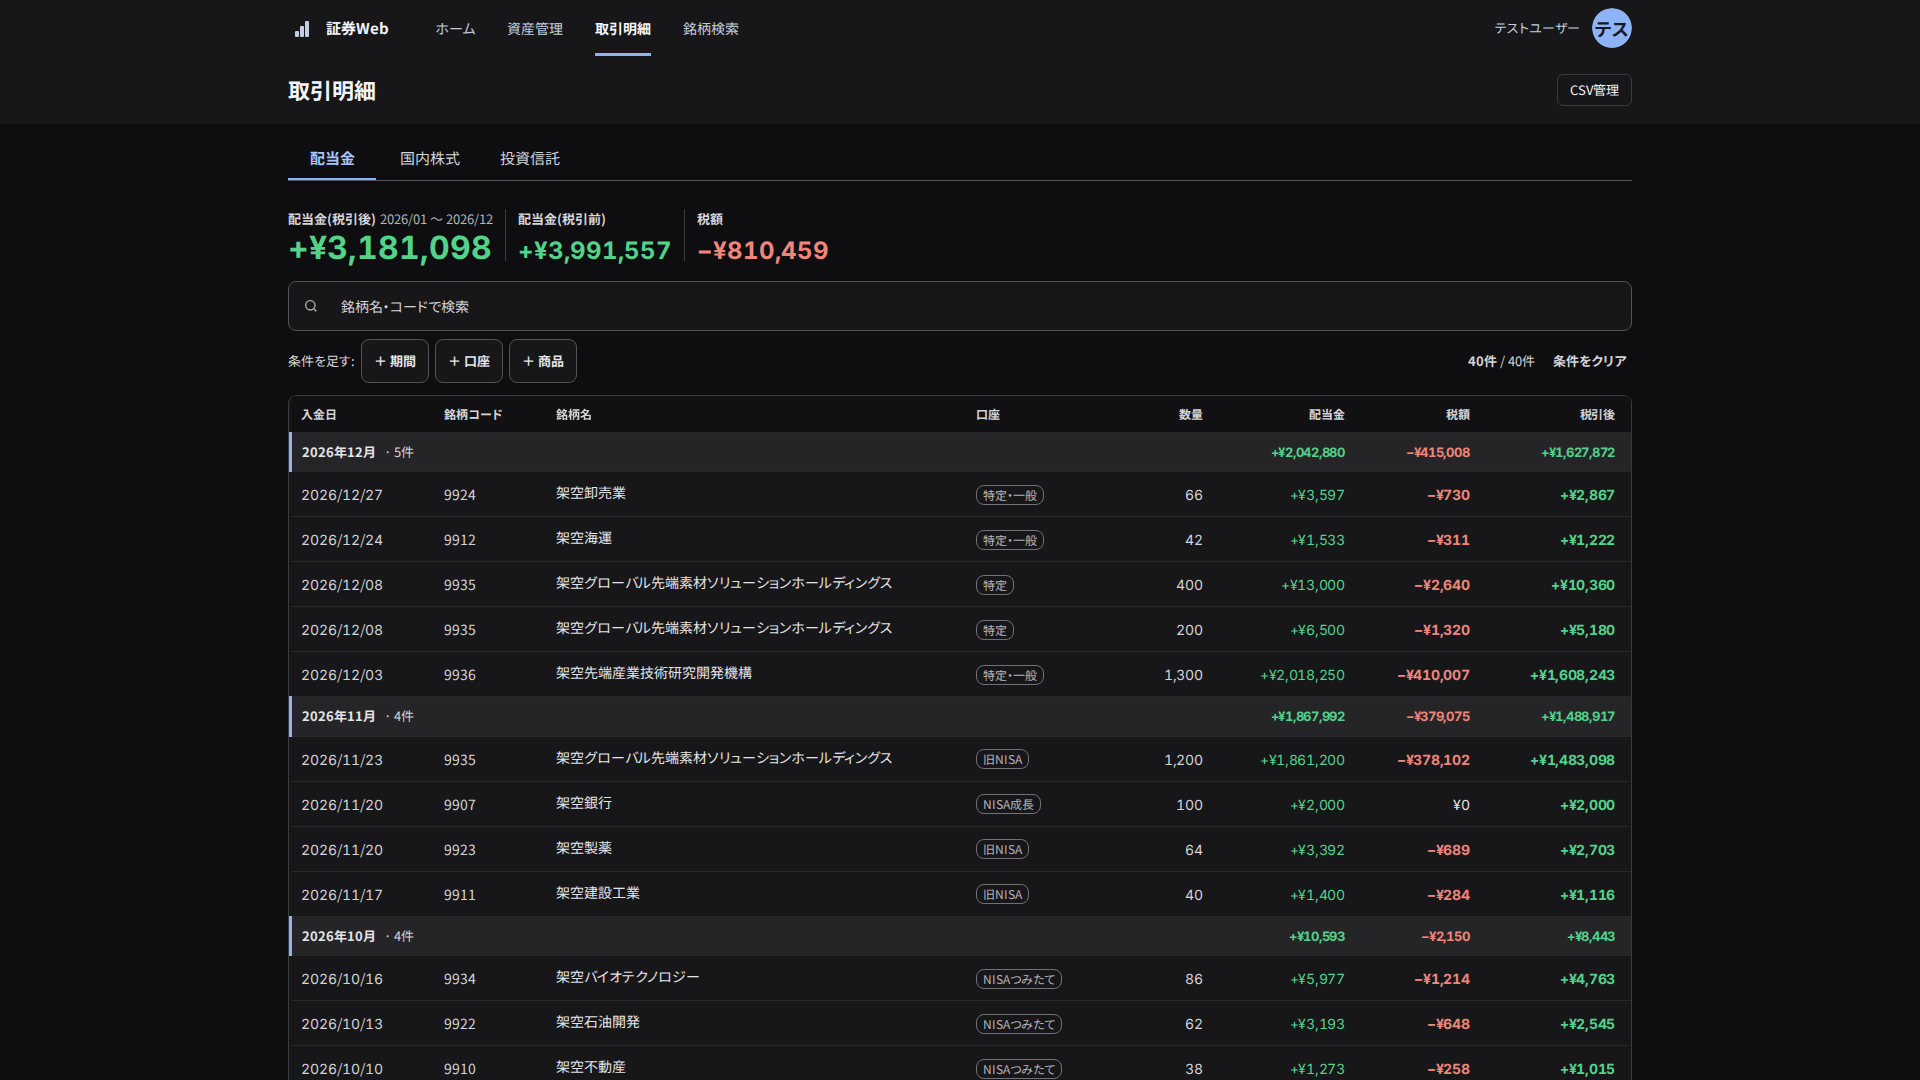 証券Web ホーム 資産管理 取引明細 銘柄検索 テストユーザー テス
取引明細 CSV管理
配当金 国内株式 投資信託
配当金(税引後) 2026/01 〜 2026/12 配当金(税引前) 税額
+¥3,181,098 +¥3,991,557 −¥810,459
銘柄名・コードで検索
条件を足す: + 期間 + 口座 + 商品 40件 / 40件 条件をクリア
入金日 銘柄コード 銘柄名 口座 数量 配当金 税額 税引後
2026年12月 · 5件 +¥2,042,880 −¥415,008 +¥1,627,872
2026/12/27 9924 架空卸売業 特定・一般 66 +¥3,597 −¥730 +¥2,867
2026/12/24 9912 架空海運 特定・一般 42 +¥1,533 −¥311 +¥1,222
2026/12/08 9935 架空グローバル先端素材ソリューションホールディングス 特定 400 +¥13,000 −¥2,640 +¥10,360
2026/12/08 9935 架空グローバル先端素材ソリューションホールディングス 特定 200 +¥6,500 −¥1,320 +¥5,180
2026/12/03 9936 架空先端産業技術研究開発機構 特定・一般 1,300 +¥2,018,250 −¥410,007 +¥1,608,243
2026年11月 · 4件 +¥1,867,992 −¥379,075 +¥1,488,917
2026/11/23 9935 架空グローバル先端素材ソリューションホールディングス 旧NISA 1,200 +¥1,861,200 −¥378,102 +¥1,483,098
2026/11/20 9907 架空銀行 NISA成長 100 +¥2,000 ¥0 +¥2,000
2026/11/20 9923 架空製薬 旧NISA 64 +¥3,392 −¥689 +¥2,703
2026/11/17 9911 架空建設工業 旧NISA 40 +¥1,400 −¥284 +¥1,116
2026年10月 · 4件 +¥10,593 −¥2,150 +¥8,443
2026/10/16 9934 架空バイオテクノロジー NISAつみたて 86 +¥5,977 −¥1,214 +¥4,763
2026/10/13 9922 架空石油開発 NISAつみたて 62 +¥3,193 −¥648 +¥2,545
2026/10/10 9910 架空不動産 NISAつみたて 38 +¥1,273 −¥258 +¥1,015